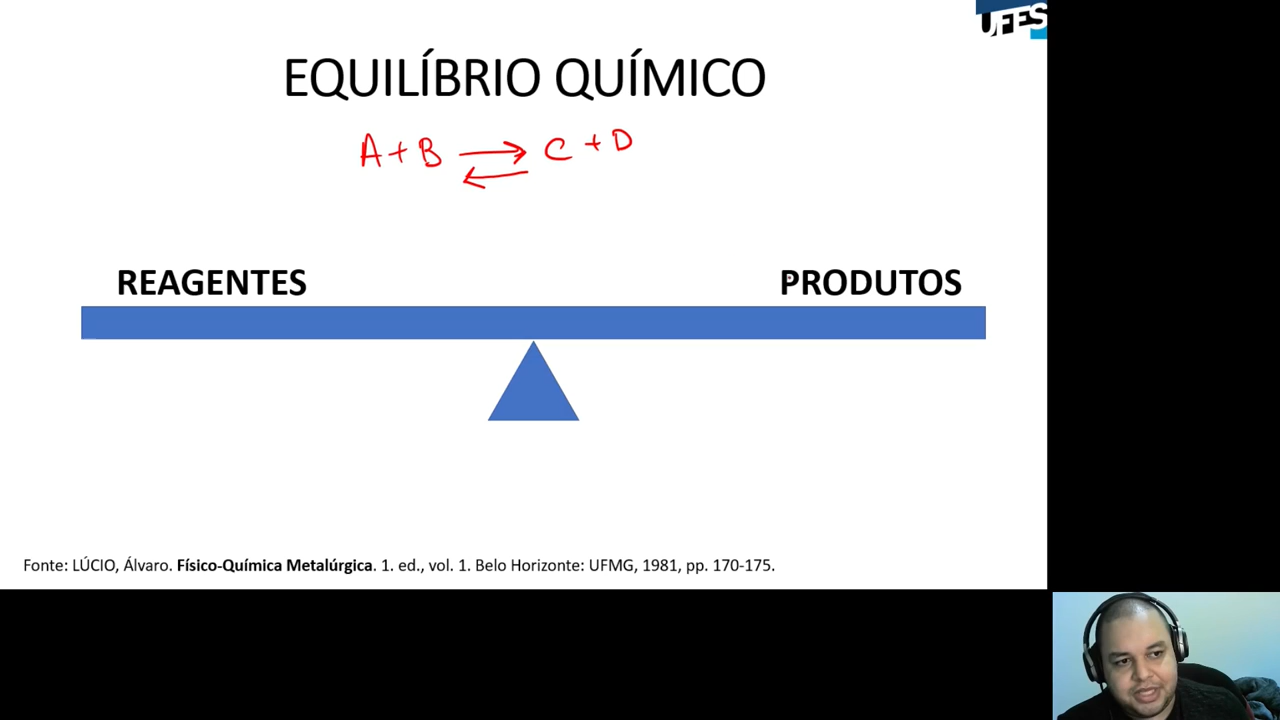 UFES
EQUILÍBRIO QUÍMICO
A + B ⇄ C + D
REAGENTES
PRODUTOS
Fonte: LÚCIO, Álvaro. Físico-Química Metalúrgica. 1. ed., vol. 1. Belo Horizonte: UFMG, 1981, pp. 170-175.